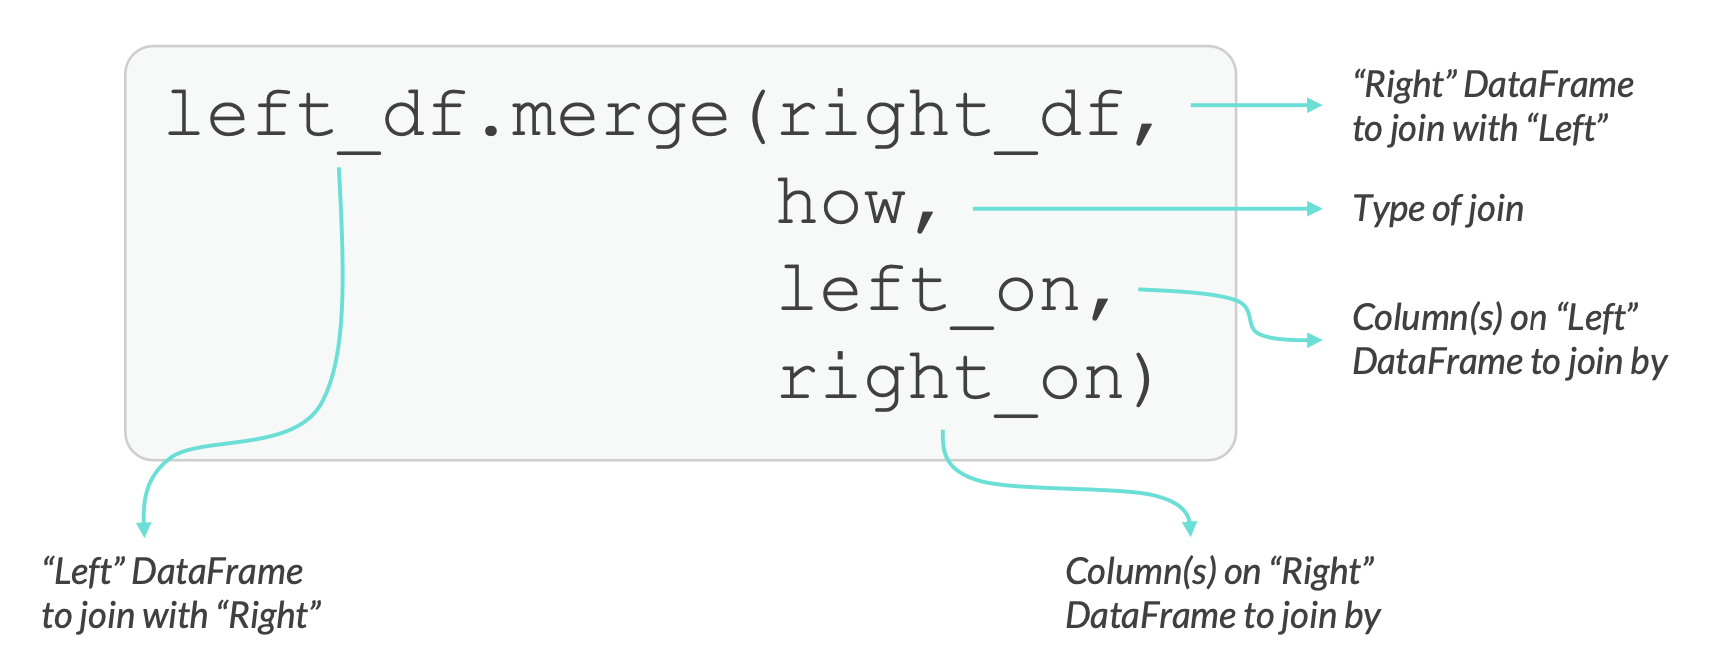 left_df.merge(right_df,
how,
left_on,
right_on)
“Right” DataFrame
to join with “Left”
Type of join
Column(s) on “Left”
DataFrame to join by
“Left” DataFrame
to join with “Right”
Column(s) on “Right”
DataFrame to join by